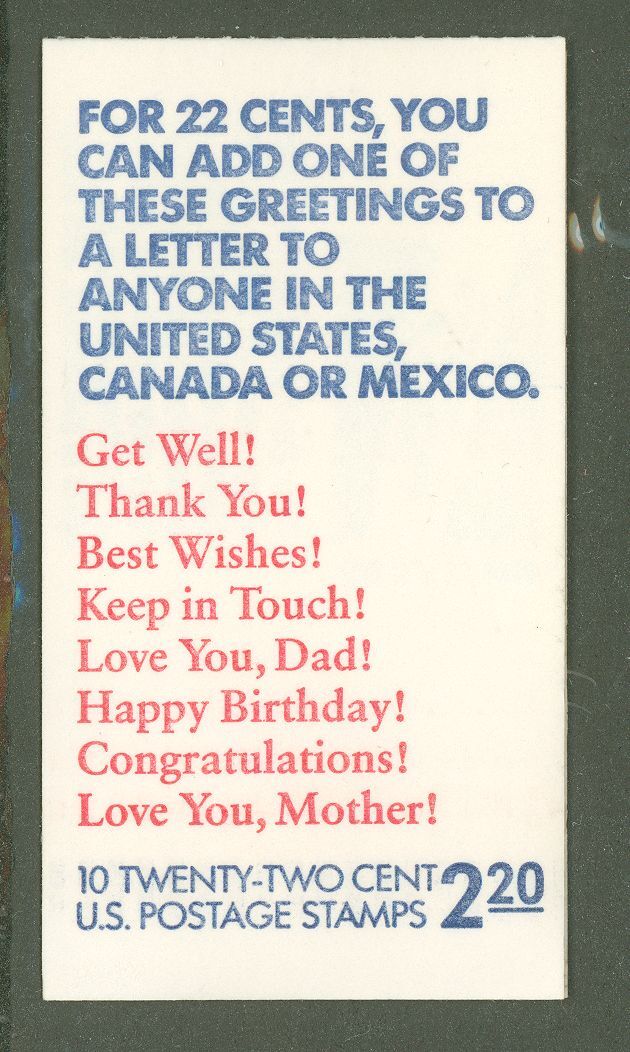 FOR 22 CENTS, YOU
CAN ADD ONE OF
THESE GREETINGS TO
A LETTER TO
ANYONE IN THE
UNITED STATES,
CANADA OR MEXICO.
Get Well!
Thank You!
Best Wishes!
Keep in Touch!
Love You, Dad!
Happy Birthday!
Congratulations!
Love You, Mother!
10 TWENTY-TWO CENT
U.S. POSTAGE STAMPS 2 20